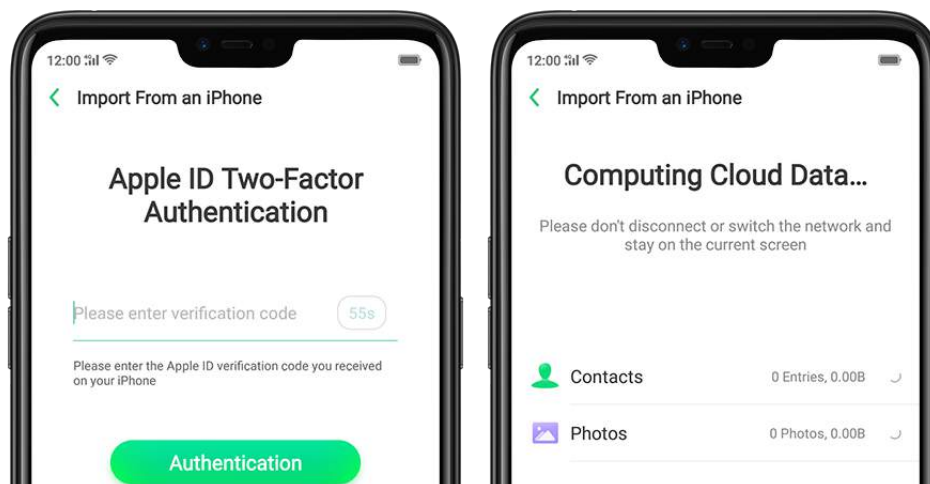 12:00
Import From an iPhone
Apple ID Two-Factor
Authentication
Please enter verification code
55s
Please enter the Apple ID verification code you received
on your iPhone
Authentication
12:00
Import From an iPhone
Computing Cloud Data...
Please don't disconnect or switch the network and
stay on the current screen
Contacts 0 Entries, 0.00B
Photos 0 Photos, 0.00B